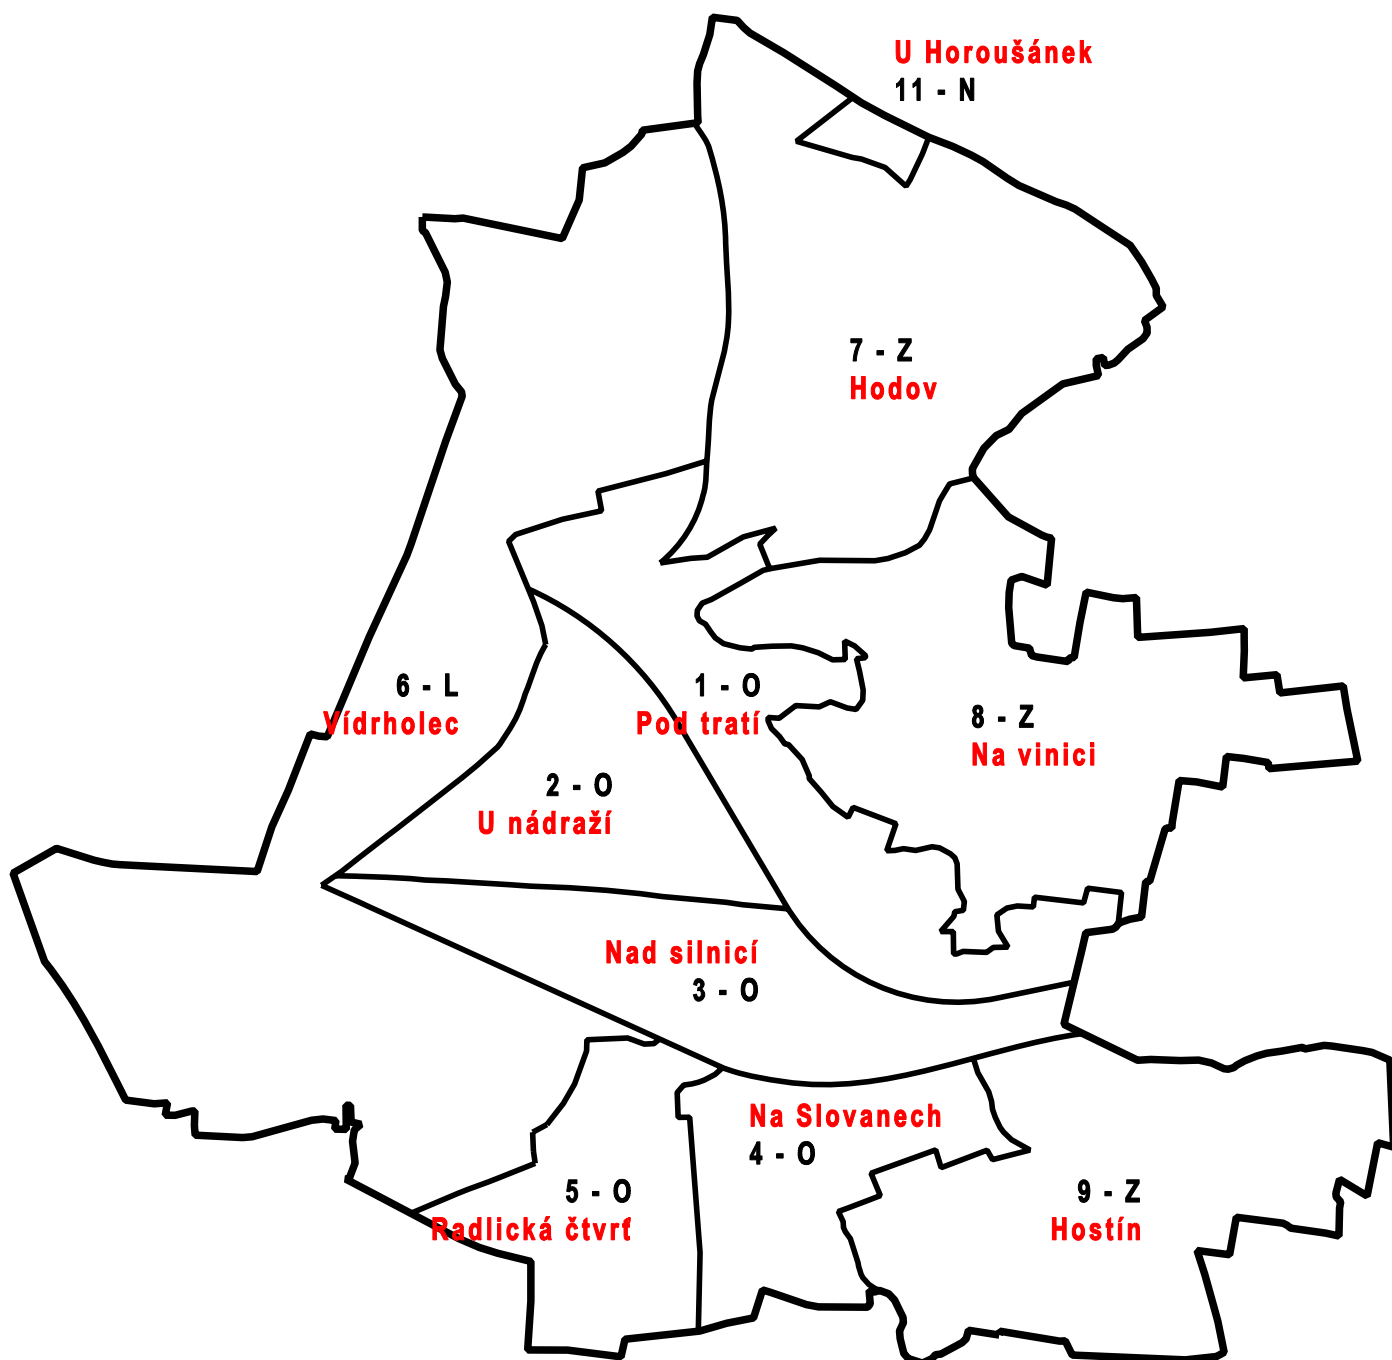 U Horoušánek
11 - N
7 - Z
Hodov
6 - L
Vídrholec
1 - O
Pod tratí
8 - Z
Na vinici
2 - O
U nádraží
Nad silnicí
3 - O
Na Slovanech
4 - O
5 - O
Radlická čtvrť
9 - Z
Hostín